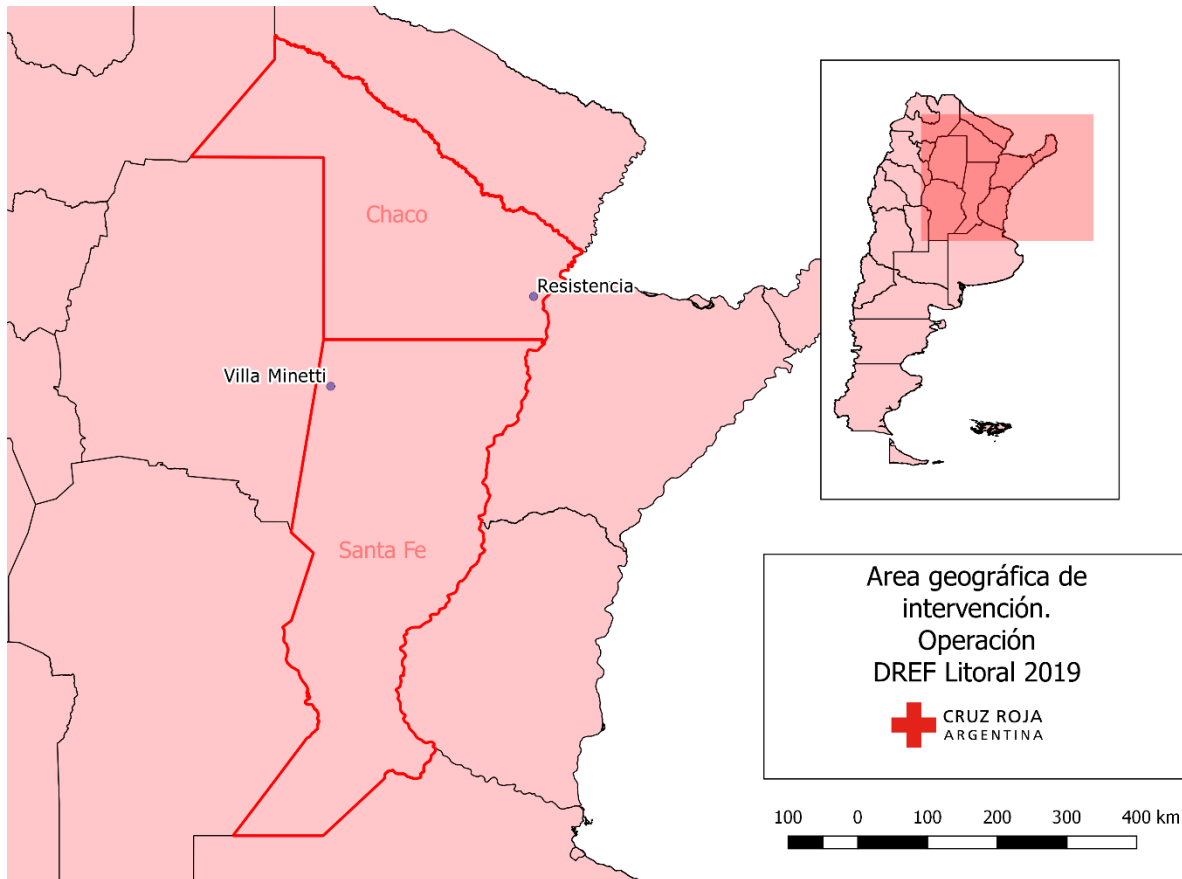 Chaco
Resistencia
Villa Minetti
Santa Fe
Area geográfica de
intervención.
Operación
DREF Litoral 2019
CRUZ ROJA
ARGENTINA
100 0 100 200 300 400 km